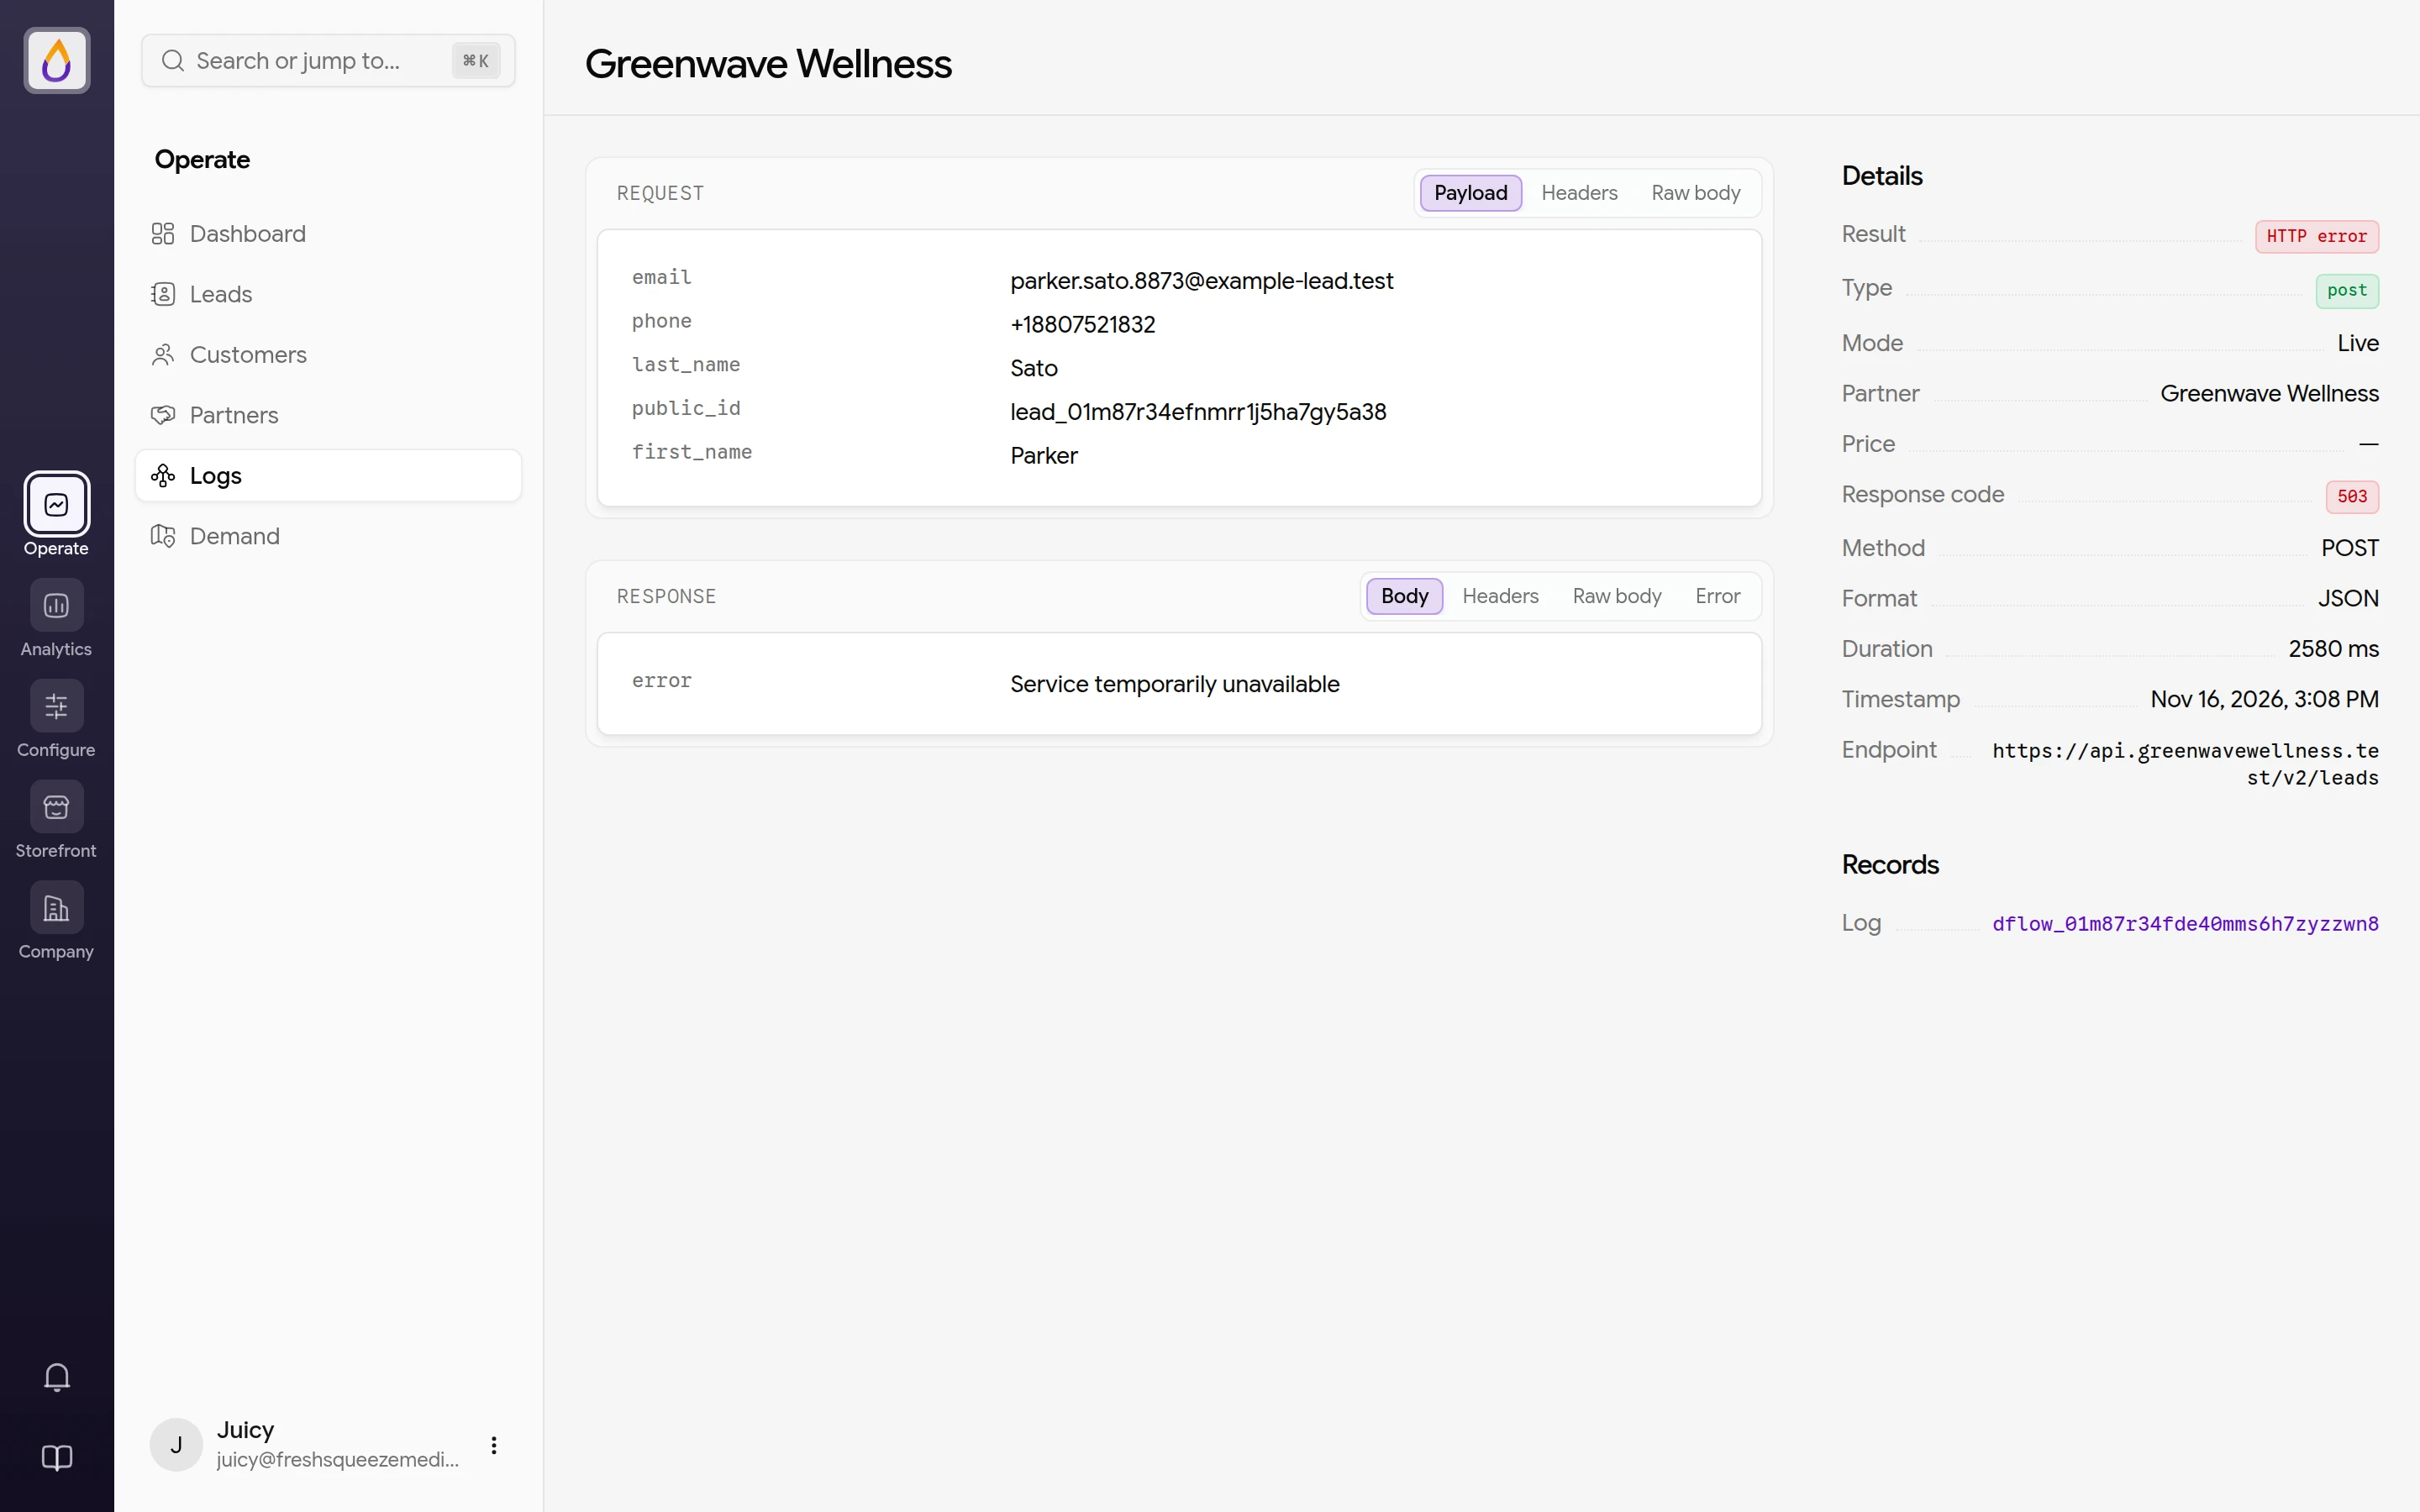 Search or jump to...
⌘K
Operate
Dashboard
Leads
Customers
Partners
Logs
Demand
Operate
Analytics
Configure
Storefront
Company
J
Juicy
juicy@freshsqueezemedi...
Greenwave Wellness
REQUEST
Payload Headers Raw body
email parker.sato.8873@example-lead.test
phone +18807521832
last_name Sato
public_id lead_01m87r34efnmrr1j5ha7gy5a38
first_name Parker
RESPONSE
Body Headers Raw body Error
error Service temporarily unavailable
Details
Result HTTP error
Type post
Mode Live
Partner Greenwave Wellness
Price —
Response code 503
Method POST
Format JSON
Duration 2580 ms
Timestamp Nov 16, 2026, 3:08 PM
Endpoint https://api.greenwavewellness.te
st/v2/leads
Records
Log dflow_01m87r34fde40mms6h7zyzzwn8